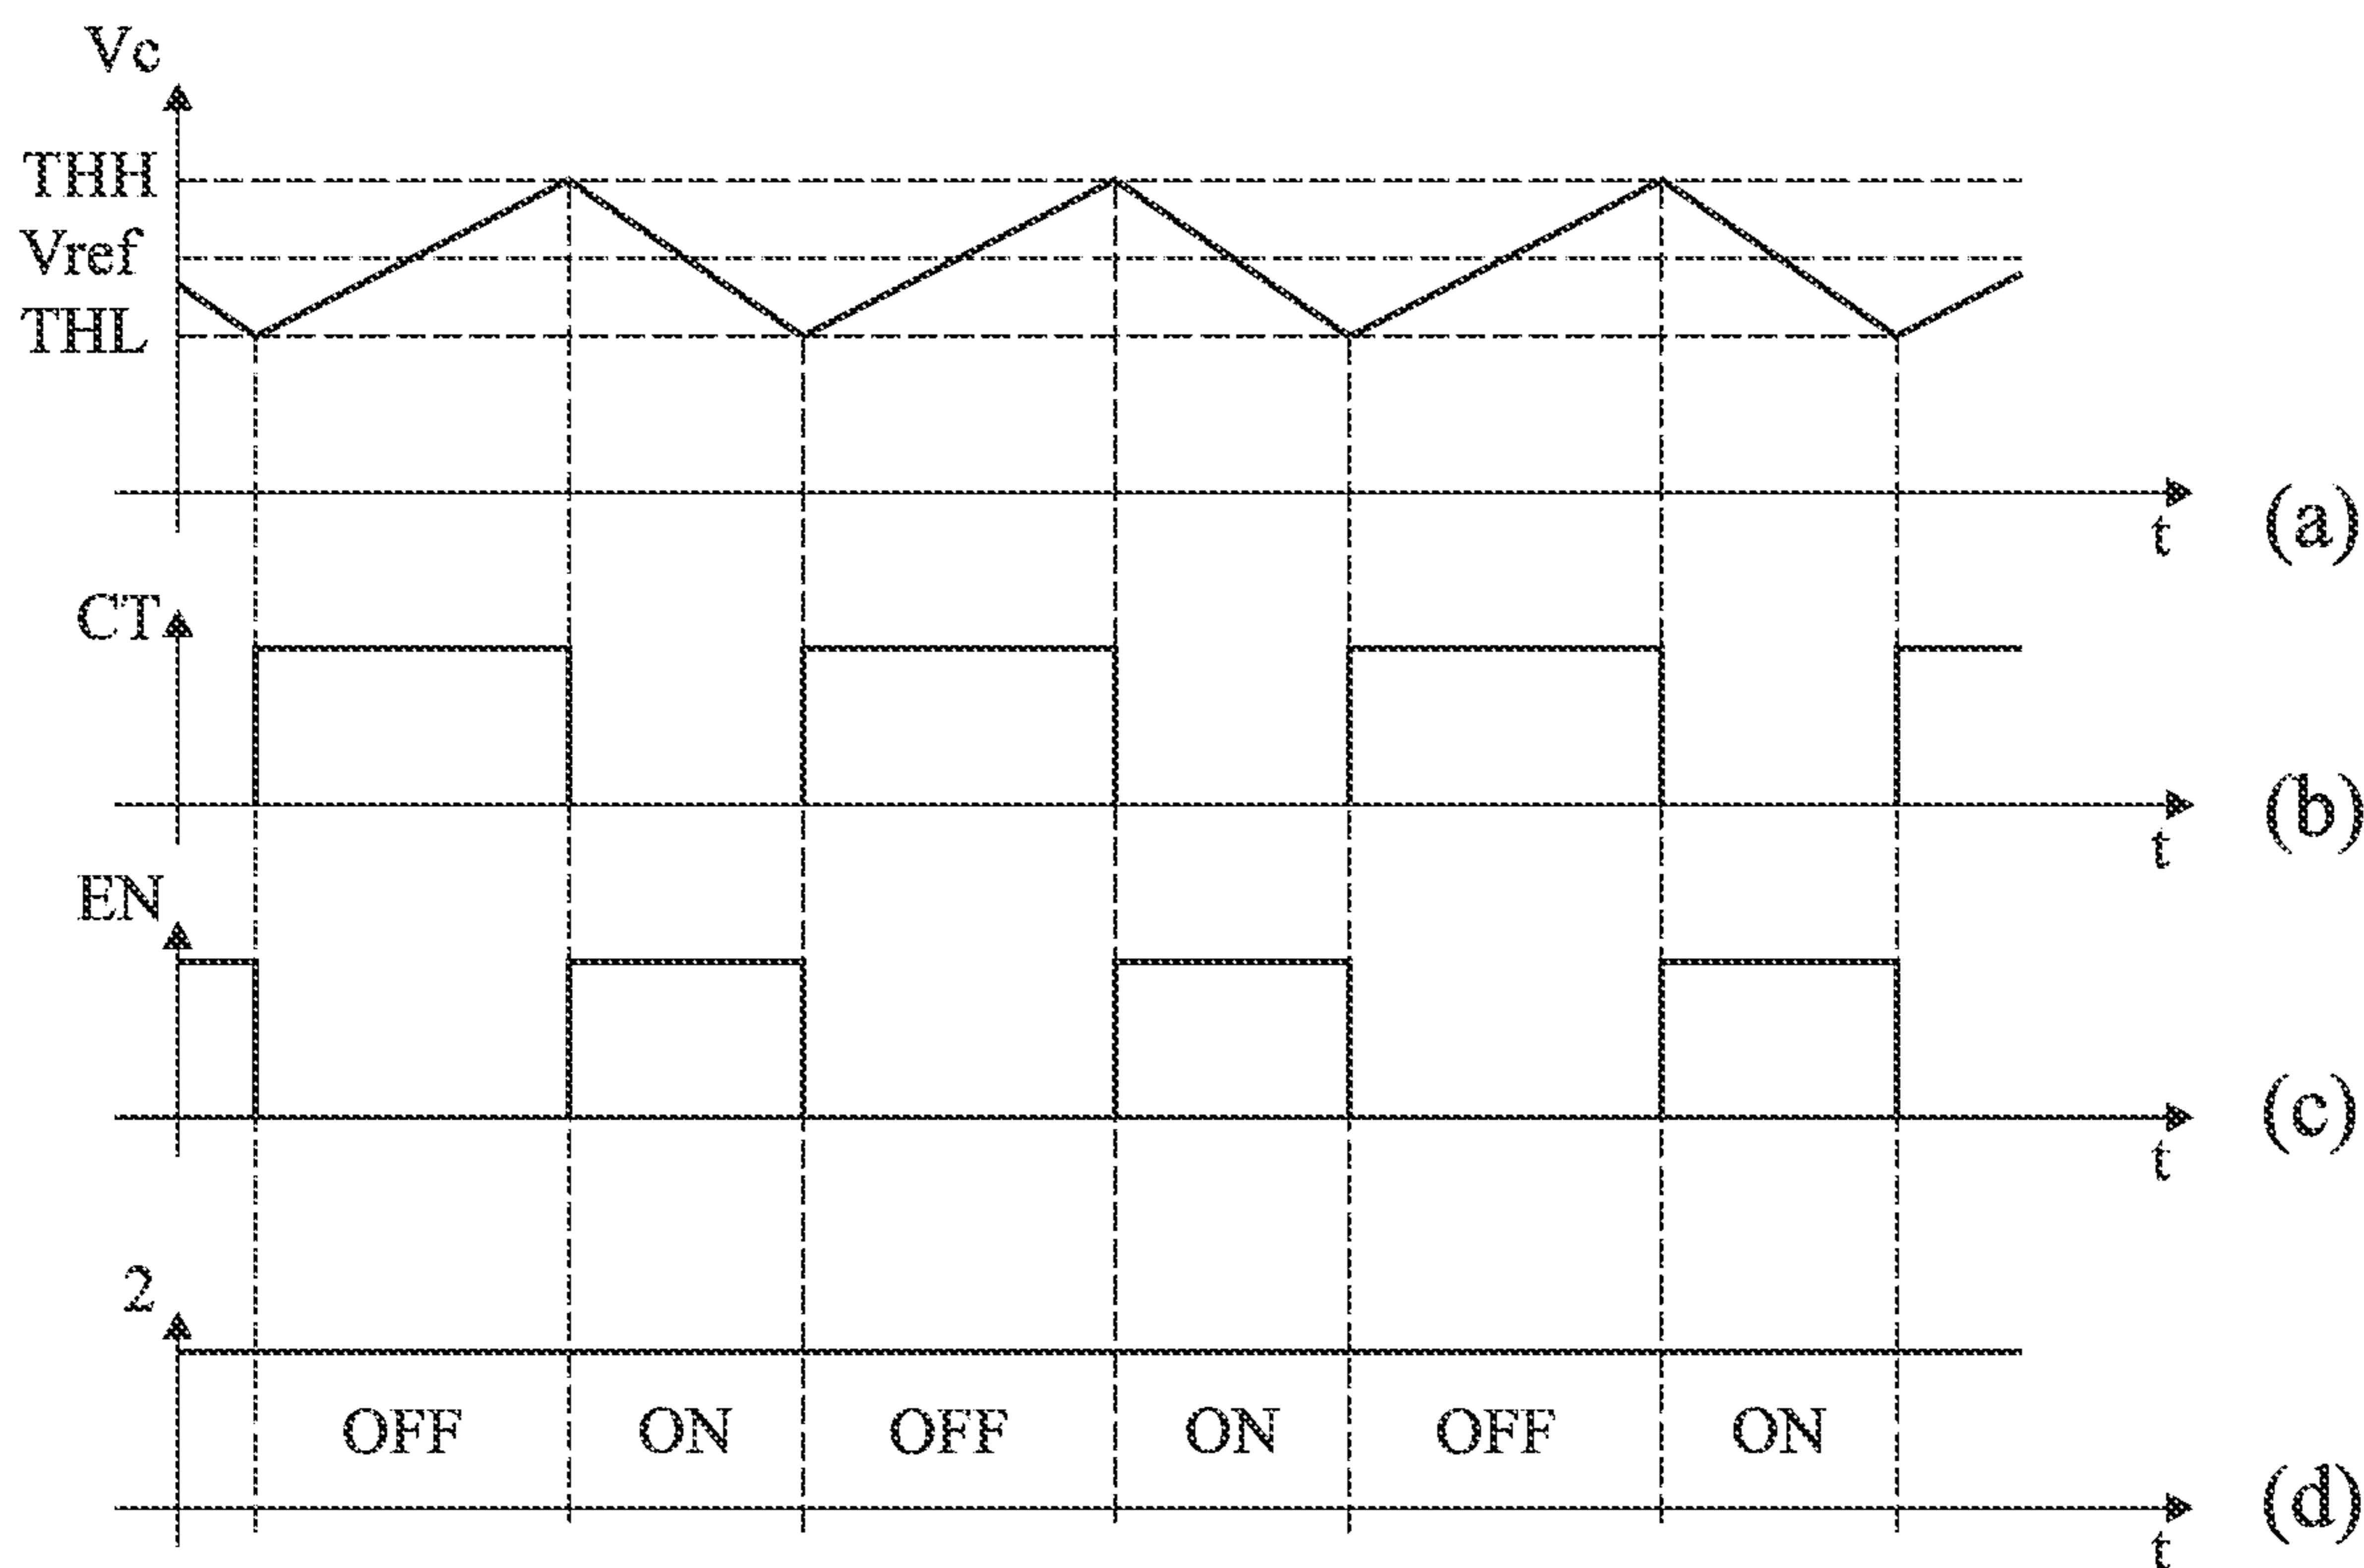 Vc
THH
Vref
THL
t
(a)
CT
t
(b)
EN
t
(c)
2
OFF ON OFF ON OFF ON
t
(d)